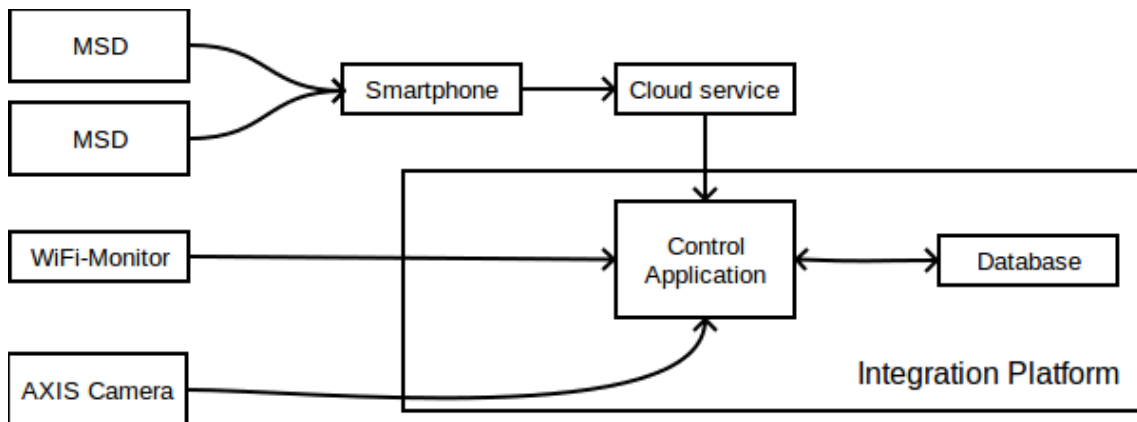 MSD
Smartphone
Cloud service
MSD
WiFi-Monitor
Control
Application
Database
AXIS Camera
Integration Platform